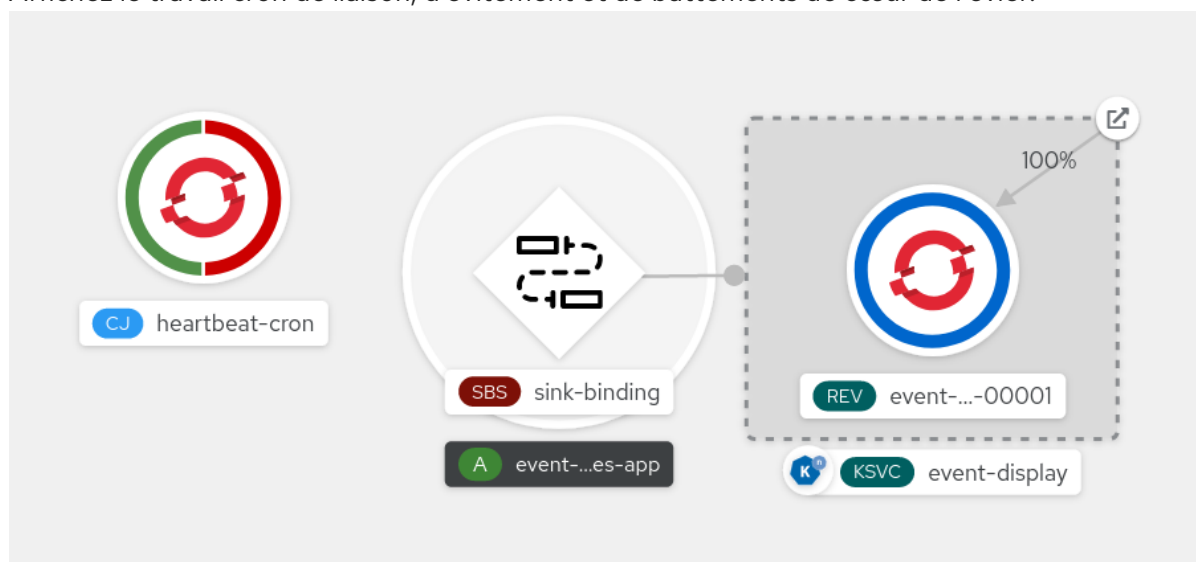 100%
CJ heartbeat-cron
SBS sink-binding
REV event-...-00001
A event-...es-app
K
KSVC event-display